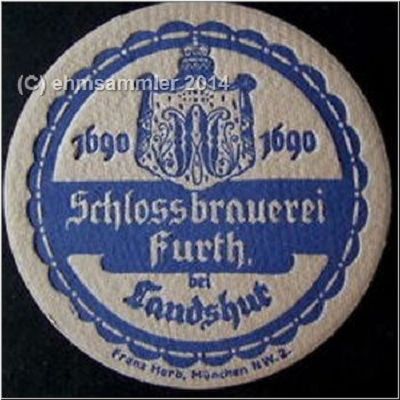 (C) ehmsammler 2014
1690 1690
Schlossbrauerei
Furth,
bei
Landshut
Franz Herb, München NW. 2.